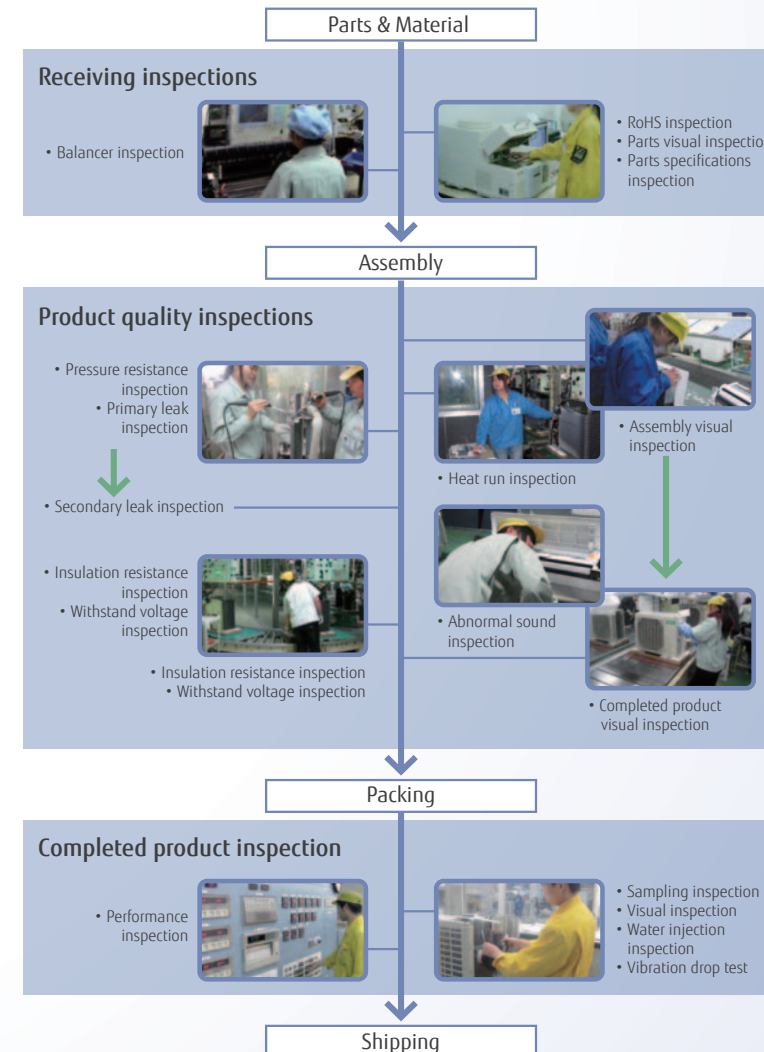 Parts & Material
Receiving inspections
• Balancer inspection
• RoHS inspection
• Parts visual inspectio
• Parts specifications
inspection
Assembly
Product quality inspections
• Pressure resistance
inspection
• Primary leak
inspection
• Assembly visual
inspection
• Heat run inspection
• Secondary leak inspection
• Insulation resistance
inspection
• Withstand voltage
inspection
• Abnormal sound
inspection
• Insulation resistance inspection
• Withstand voltage inspection
• Completed product
visual inspection
Packing
Completed product inspection
• Performance
inspection
• Sampling inspection
• Visual inspection
• Water injection
inspection
• Vibration drop test
Shipping